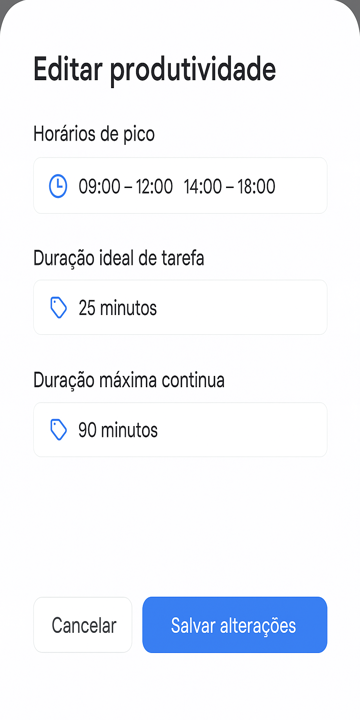 Editar produtividade
Horários de pico
09:00 – 12:00 14:00 – 18:00
Duração ideal de tarefa
25 minutos
Duração máxima continua
90 minutos
Cancelar Salvar alterações